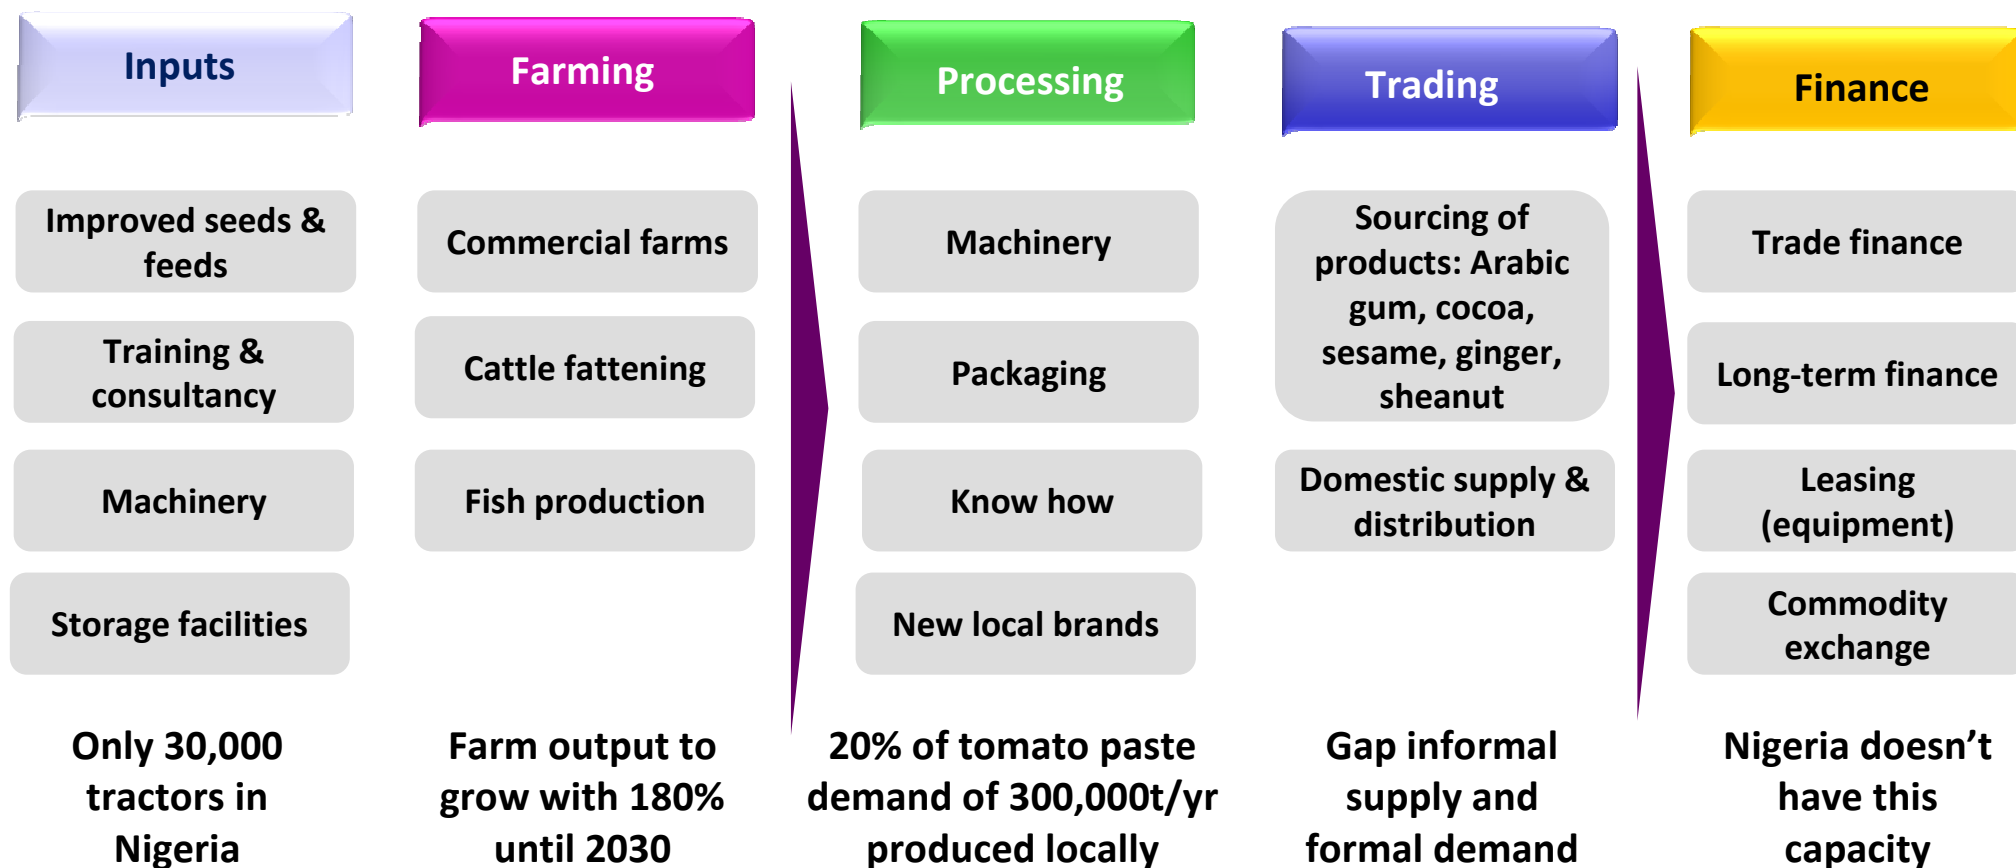 Inputs
Improved seeds &
feeds
Training &
consultancy
Machinery
Storage facilities
Only 30,000
tractors in
Nigeria
Farming
Commercial farms
Cattle fattening
Fish production
Farm output to
grow with 180%
until 2030
Processing
Machinery
Packaging
Know how
New local brands
20% of tomato paste
demand of 300,000t/yr
produced locally
Trading
Sourcing of
products: Arabic
gum, cocoa,
sesame, ginger,
sheanut
Domestic supply &
distribution
Gap informal
supply and
formal demand
Finance
Trade finance
Long-term finance
Leasing
(equipment)
Commodity
exchange
Nigeria doesn’t
have this
capacity